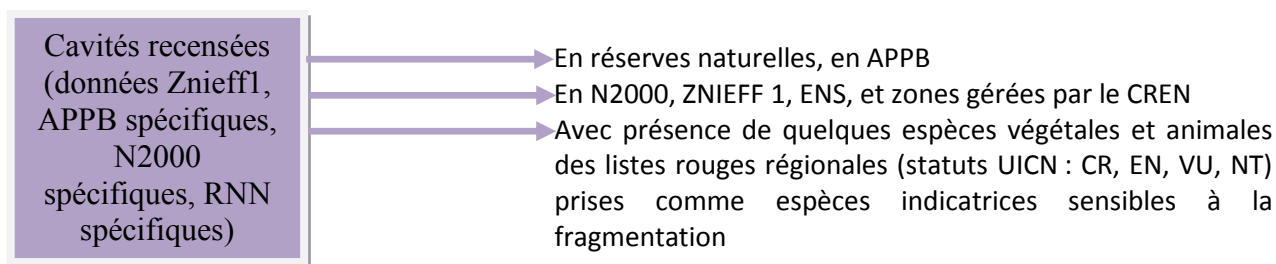 Cavités recensées
(données Znieff1,
APPB spécifiques,
N2000
spécifiques, RNN
spécifiques)
En réserves naturelles, en APPB
En N2000, ZNIEFF 1, ENS, et zones gérées par le CREN
Avec présence de quelques espèces végétales et animales
des listes rouges régionales (statuts UICN : CR, EN, VU, NT)
prises comme espèces indicatrices sensibles à la
fragmentation